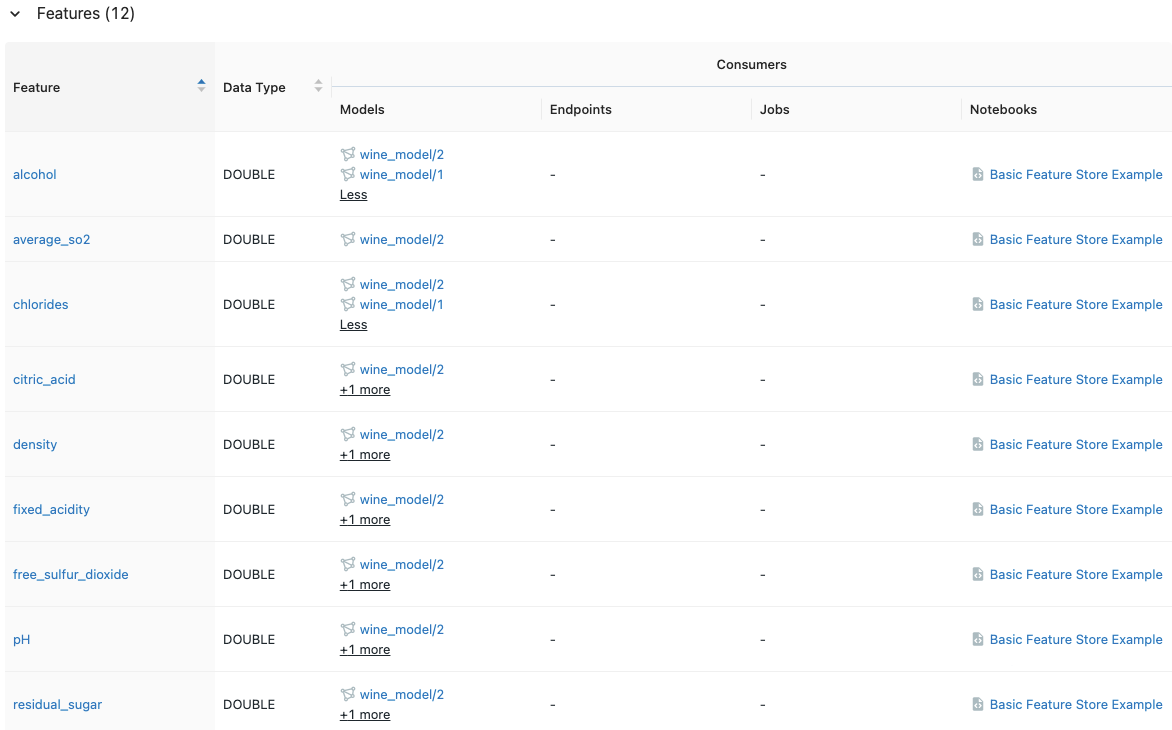 Features (12)
Consumers
Feature Data Type
Models Endpoints Jobs Notebooks
wine_model/2
alcohol DOUBLE wine_model/1 - - Basic Feature Store Example
Less
average_so2 DOUBLE wine_model/2 - - Basic Feature Store Example
wine_model/2
chlorides DOUBLE wine_model/1 - - Basic Feature Store Example
Less
wine_model/2
citric_acid DOUBLE - - Basic Feature Store Example
+1 more
wine_model/2
density DOUBLE - - Basic Feature Store Example
+1 more
wine_model/2
fixed_acidity DOUBLE - - Basic Feature Store Example
+1 more
wine_model/2
free_sulfur_dioxide DOUBLE - - Basic Feature Store Example
+1 more
wine_model/2
pH DOUBLE - - Basic Feature Store Example
+1 more
wine_model/2
residual_sugar DOUBLE - - Basic Feature Store Example
+1 more